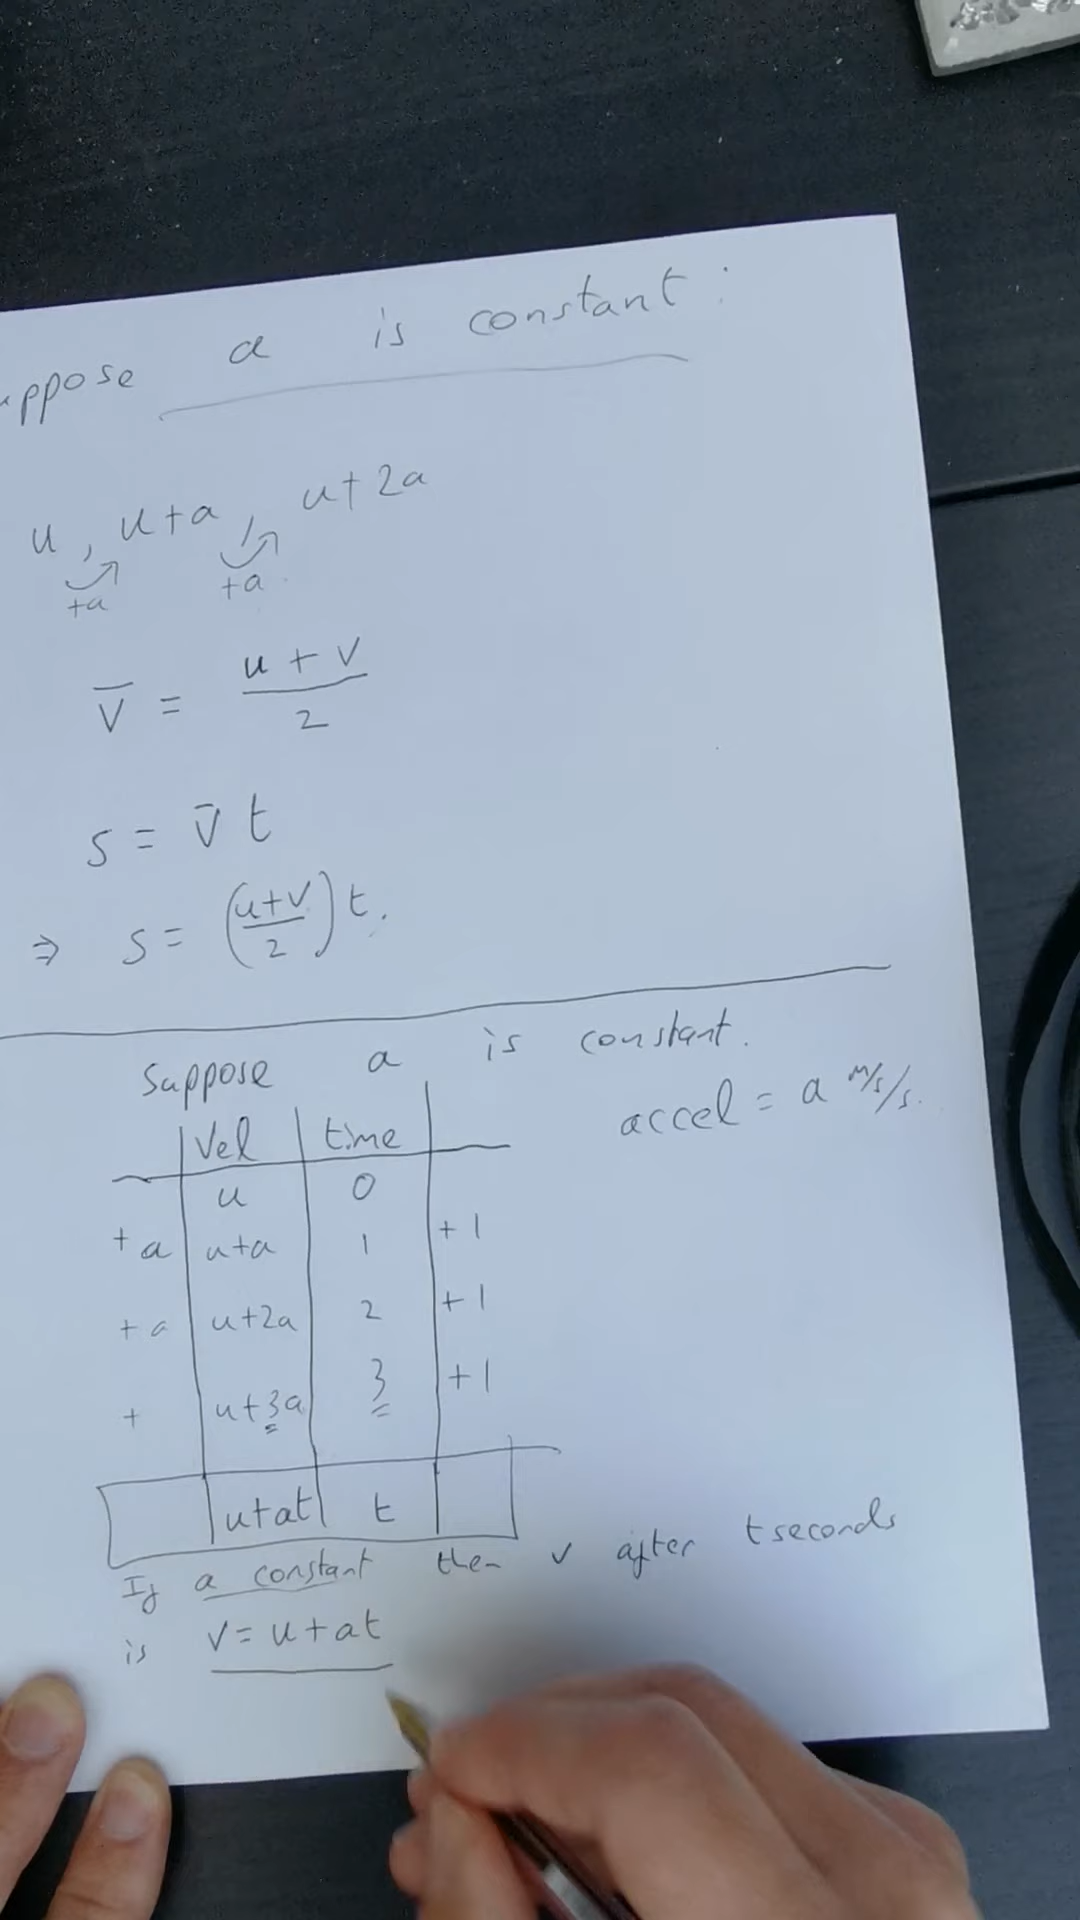 uppose a is constant:
u, u+a, u+2a
+a +a
v̄ = u + v / 2
s = v̄ t
⇒ s = (u+v / 2) t.
Suppose a is constant.
accel = a m/s/s.
Vel time
u 0
+a u+a 1 +1
+a u+2a 2 +1
+ u+3a 3 +1
u+at t
If a constant then v after t seconds
is v = u + at